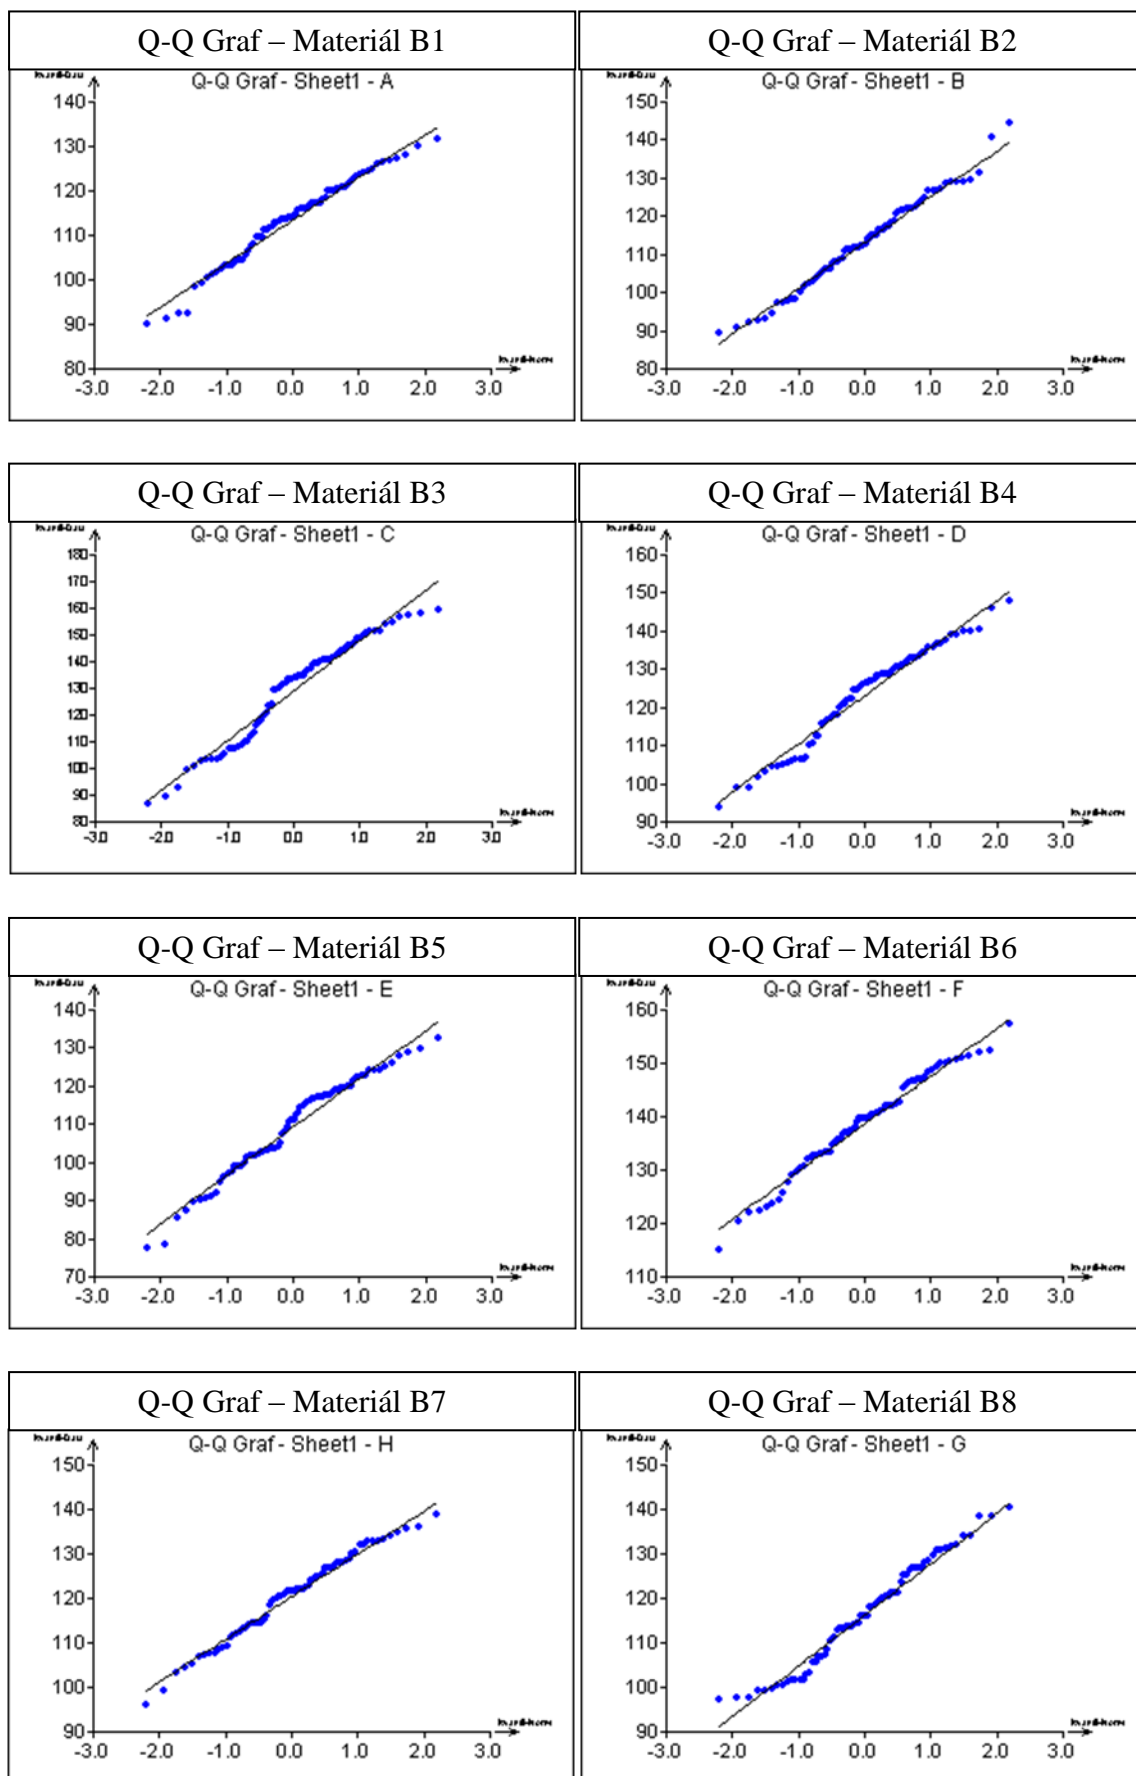 Q-Q Graf – Materiál B1
Q-Q Graf - Sheet1 - A
140
130
120
110
100
90
80
-3.0 -2.0 -1.0 0.0 1.0 2.0 3.0
Q-Q Graf – Materiál B2
Q-Q Graf - Sheet1 - B
150
140
130
120
110
100
90
80
-3.0 -2.0 -1.0 0.0 1.0 2.0 3.0
Q-Q Graf – Materiál B3
Q-Q Graf - Sheet1 - C
180
170
160
150
140
130
120
110
100
90
80
-3.0 -2.0 -1.0 0.0 1.0 2.0 3.0
Q-Q Graf – Materiál B4
Q-Q Graf - Sheet1 - D
160
150
140
130
120
110
100
90
-3.0 -2.0 -1.0 0.0 1.0 2.0 3.0
Q-Q Graf – Materiál B5
Q-Q Graf - Sheet1 - E
140
130
120
110
100
90
80
70
-3.0 -2.0 -1.0 0.0 1.0 2.0 3.0
Q-Q Graf – Materiál B6
Q-Q Graf - Sheet1 - F
160
150
140
130
120
110
-3.0 -2.0 -1.0 0.0 1.0 2.0 3.0
Q-Q Graf – Materiál B7
Q-Q Graf - Sheet1 - H
150
140
130
120
110
100
90
-3.0 -2.0 -1.0 0.0 1.0 2.0 3.0
Q-Q Graf – Materiál B8
Q-Q Graf - Sheet1 - G
150
140
130
120
110
100
90
-3.0 -2.0 -1.0 0.0 1.0 2.0 3.0